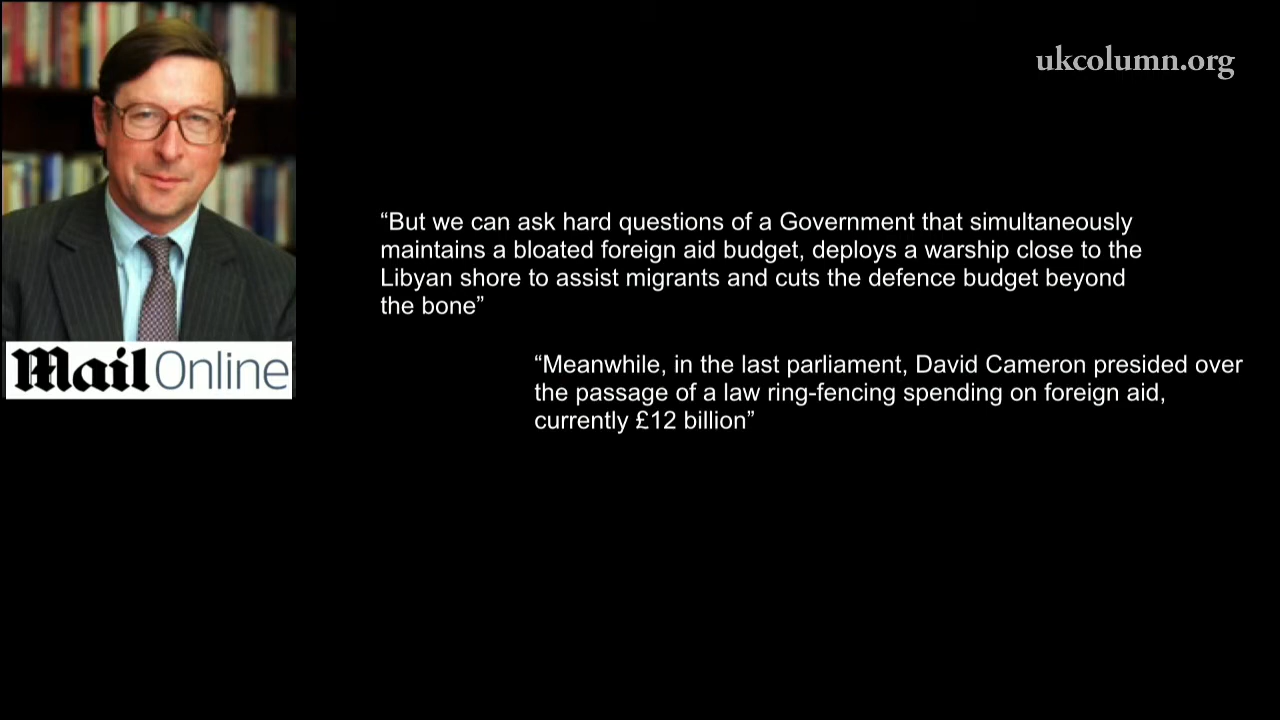 ukcolumn.org
“But we can ask hard questions of a Government that simultaneously
maintains a bloated foreign aid budget, deploys a warship close to the
Libyan shore to assist migrants and cuts the defence budget beyond
the bone”
Mail Online
“Meanwhile, in the last parliament, David Cameron presided over
the passage of a law ring-fencing spending on foreign aid,
currently £12 billion”